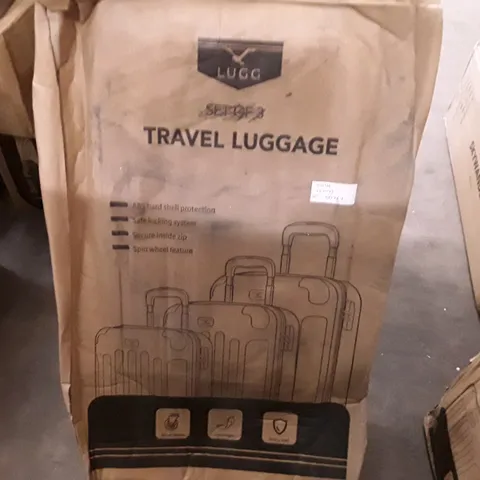 LUGG
SET OF 3
TRAVEL LUGGAGE
ABS hard shell protection
Safe locking system
Secure inside zip
Spin wheel feature